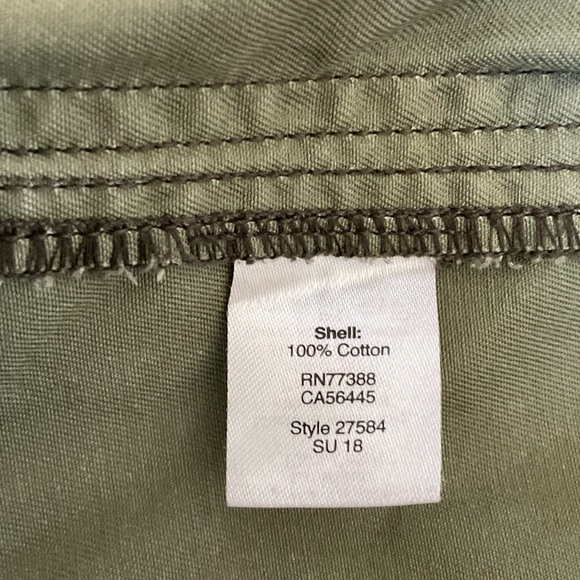 Shell:
100% Cotton
RN77388
CA56445
Style 27584
SU 18